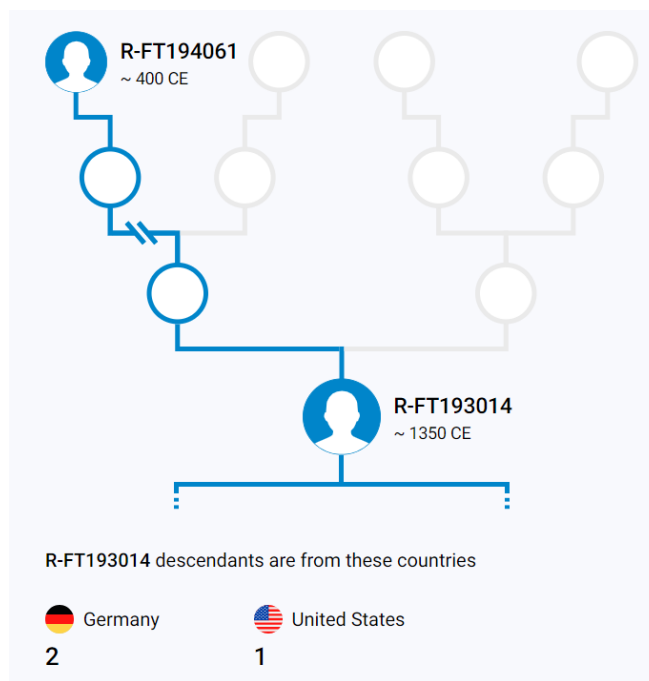 R-FT194061
~ 400 CE
R-FT193014
~ 1350 CE
R-FT193014 descendants are from these countries
Germany
United States
2
1